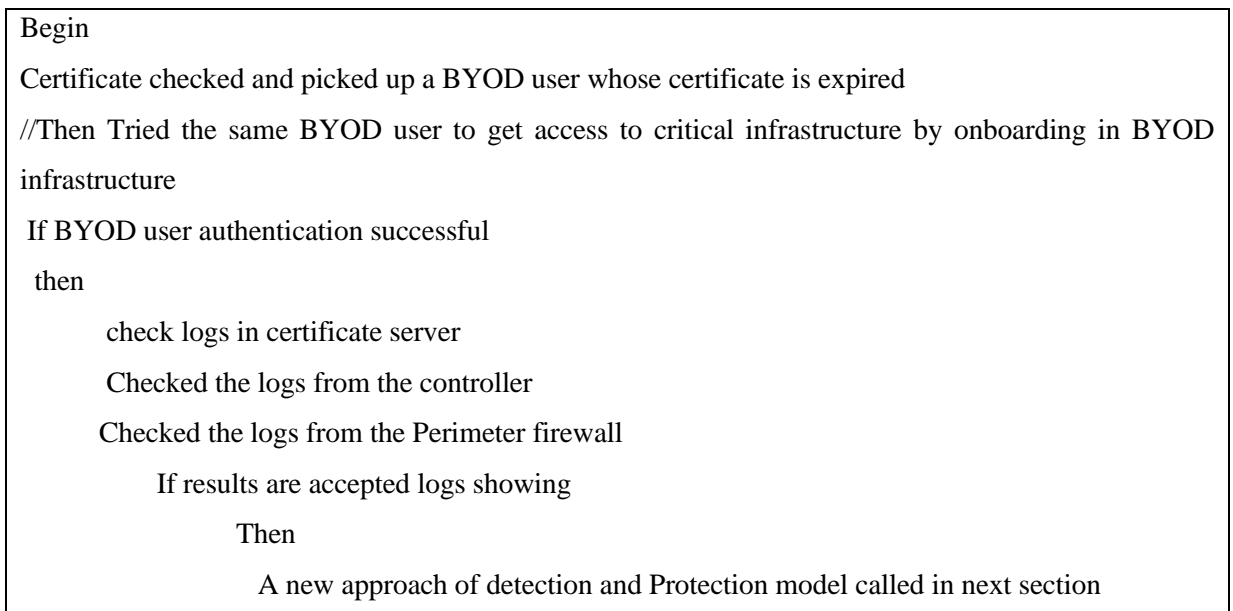 Begin
Certificate checked and picked up a BYOD user whose certificate is expired
//Then Tried the same BYOD user to get access to critical infrastructure by onboarding in BYOD
infrastructure
If BYOD user authentication successful
then
check logs in certificate server
Checked the logs from the controller
Checked the logs from the Perimeter firewall
If results are accepted logs showing
Then
A new approach of detection and Protection model called in next section